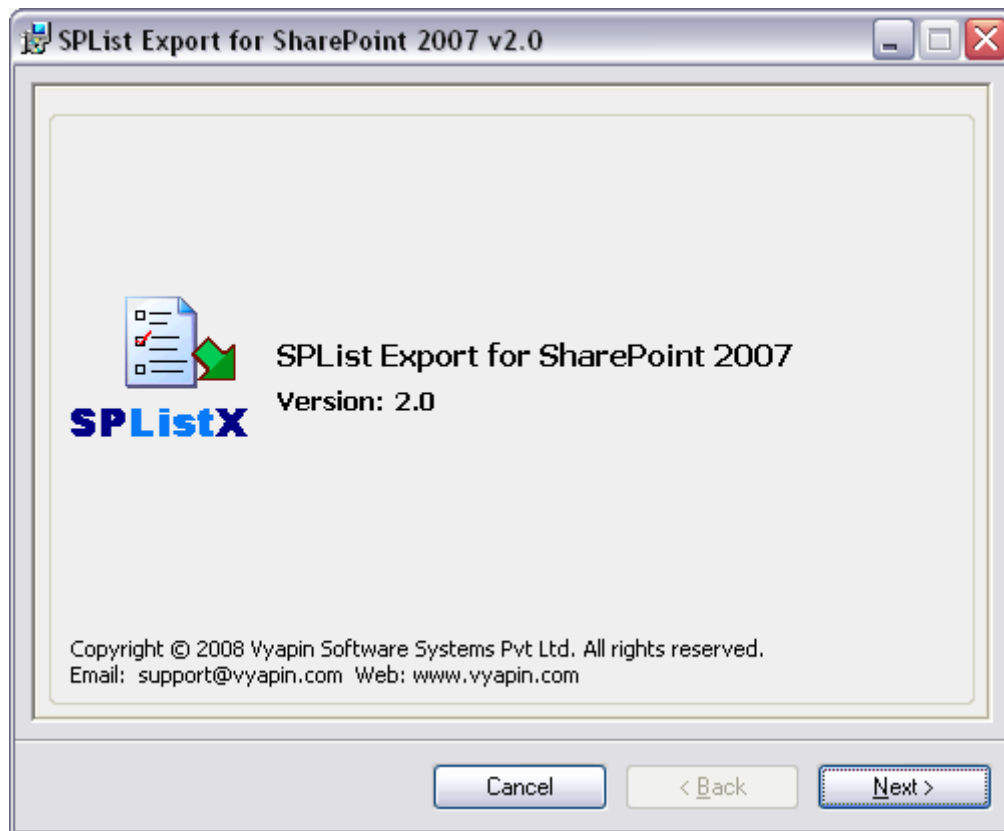 SPList Export for SharePoint 2007 v2.0
SPList Export for SharePoint 2007
Version: 2.0
SPListX
Copyright © 2008 Vyapin Software Systems Pvt Ltd. All rights reserved.
Email: support@vyapin.com Web: www.vyapin.com
Cancel
< Back
Next >